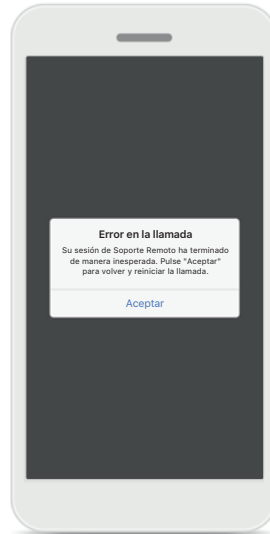 Error en la llamada
Su sesión de Soporte Remoto ha terminado
de manera inesperada. Pulse "Aceptar"
para volver y reiniciar la llamada.
Aceptar